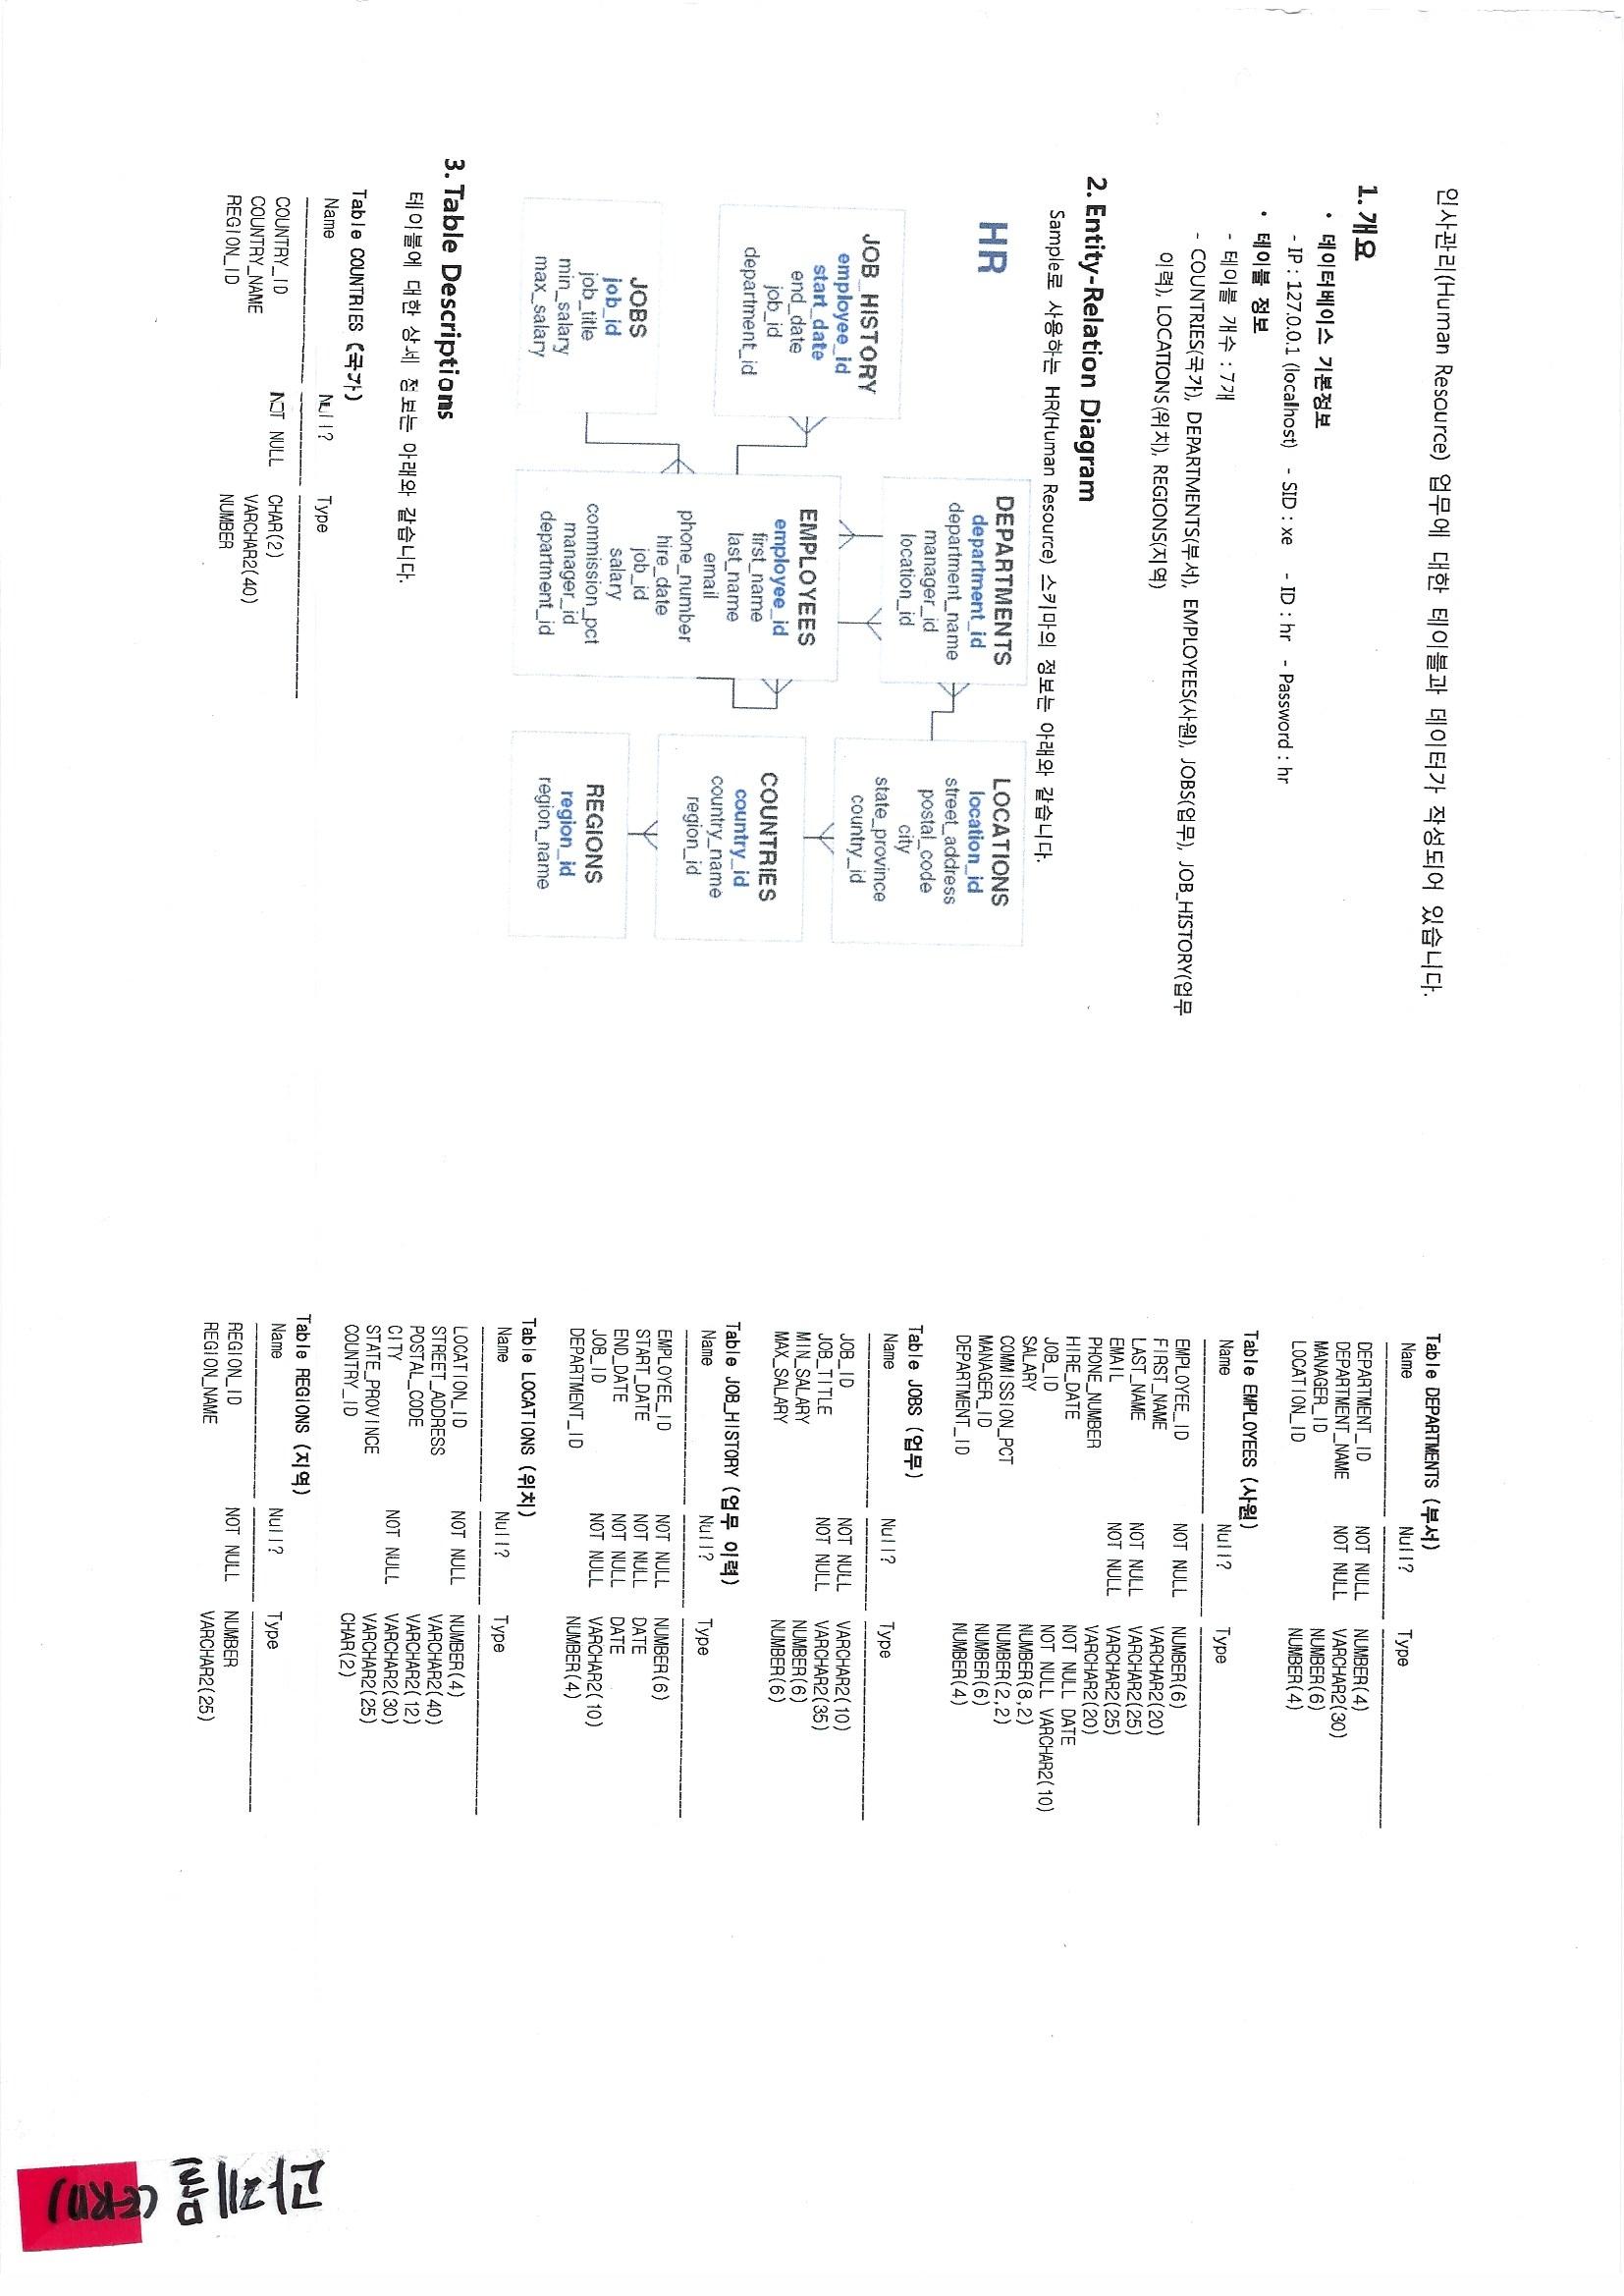 인사관리(Human Resource) 업무에 대한 테이블과 데이터가 작성되어 있습니다.
1. 개요
• 데이터베이스 기본정보
- IP : 127.0.0.1 (localhost) - SID : xe - ID : hr - Password : hr
• 테이블 정보
- 테이블 개수 : 7개
- COUNTRIES(국가), DEPARTMENTS(부서), EMPLOYEES(사원), JOBS(업무), JOB_HISTORY(업무
이력), LOCATIONS(위치), REGIONS(지역)
2. Entity-Relation Diagram
Sample로 사용하는 HR(Human Resource) 스키마의 정보는 아래와 같습니다.
HR
DEPARTMENTS
department_id
department_name
manager_id
location_id
LOCATIONS
location_id
street_address
postal_code
city
state_province
country_id
JOB_HISTORY
employee_id
start_date
end_date
job_id
department_id
EMPLOYEES
employee_id
first_name
last_name
email
phone_number
hire_date
job_id
salary
commission_pct
manager_id
department_id
COUNTRIES
country_id
country_name
region_id
JOBS
job_id
job_title
min_salary
max_salary
REGIONS
region_id
region_name
3. Table Descriptions
테이블에 대한 상세 정보는 아래와 같습니다.
Table COUNTRIES (국가)
Name Null? Type
COUNTRY_ID NOT NULL CHAR(2)
COUNTRY_NAME VARCHAR2(40)
REGION_ID NUMBER
Table DEPARTMENTS (부서)
Name Null? Type
DEPARTMENT_ID NOT NULL NUMBER(4)
DEPARTMENT_NAME NOT NULL VARCHAR2(30)
MANAGER_ID NUMBER(6)
LOCATION_ID NUMBER(4)
Table EMPLOYEES (사원)
Name Null? Type
EMPLOYEE_ID NOT NULL NUMBER(6)
FIRST_NAME VARCHAR2(20)
LAST_NAME NOT NULL VARCHAR2(25)
EMAIL NOT NULL VARCHAR2(25)
PHONE_NUMBER VARCHAR2(20)
HIRE_DATE NOT NULL DATE
JOB_ID NOT NULL VARCHAR2(10)
SALARY NUMBER(8,2)
COMMISSION_PCT NUMBER(2,2)
MANAGER_ID NUMBER(6)
DEPARTMENT_ID NUMBER(4)
Table JOBS (업무)
Name Null? Type
JOB_ID NOT NULL VARCHAR2(10)
JOB_TITLE NOT NULL VARCHAR2(35)
MIN_SALARY NUMBER(6)
MAX_SALARY NUMBER(6)
Table JOB_HISTORY (업무 이력)
Name Null? Type
EMPLOYEE_ID NOT NULL NUMBER(6)
START_DATE NOT NULL DATE
END_DATE NOT NULL DATE
JOB_ID NOT NULL VARCHAR2(10)
DEPARTMENT_ID NUMBER(4)
Table LOCATIONS (위치)
Name Null? Type
LOCATION_ID NOT NULL NUMBER(4)
STREET_ADDRESS VARCHAR2(40)
POSTAL_CODE VARCHAR2(12)
CITY NOT NULL VARCHAR2(30)
STATE_PROVINCE VARCHAR2(25)
COUNTRY_ID CHAR(2)
Table REGIONS (지역)
Name Null? Type
REGION_ID NOT NULL NUMBER
REGION_NAME VARCHAR2(25)
과제물